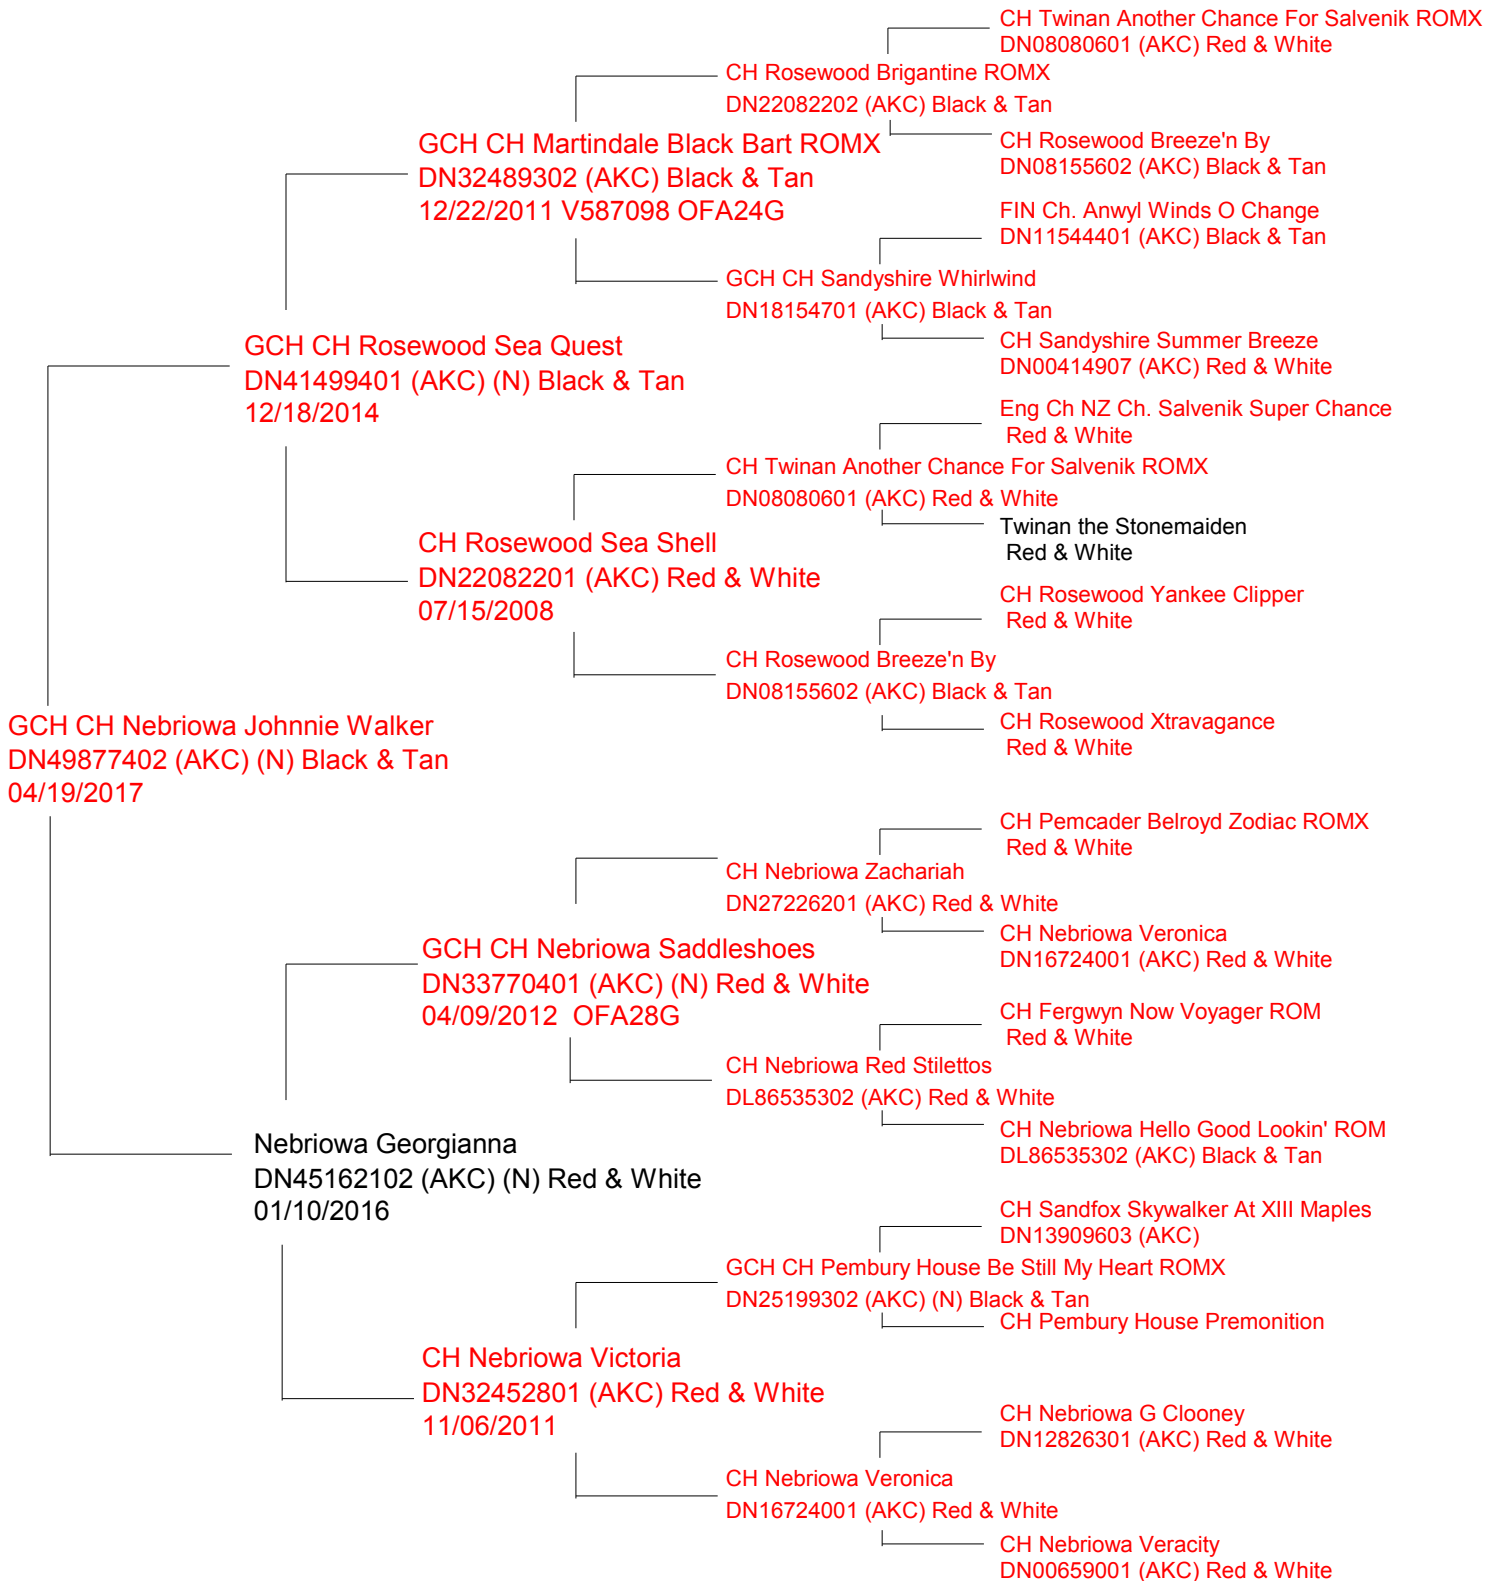 CH Twinan Another Chance For Salvenik ROMX
DN08080601 (AKC) Red & White
CH Rosewood Brigantine ROMX
DN22082202 (AKC) Black & Tan
CH Rosewood Breeze'n By
DN08155602 (AKC) Black & Tan
GCH CH Martindale Black Bart ROMX
DN32489302 (AKC) Black & Tan
12/22/2011 V587098 OFA24G
FIN Ch. Anwyl Winds O Change
DN11544401 (AKC) Black & Tan
GCH CH Sandyshire Whirlwind
DN18154701 (AKC) Black & Tan
CH Sandyshire Summer Breeze
DN00414907 (AKC) Red & White
GCH CH Rosewood Sea Quest
DN41499401 (AKC) (N) Black & Tan
12/18/2014
Eng Ch NZ Ch. Salvenik Super Chance
Red & White
CH Twinan Another Chance For Salvenik ROMX
DN08080601 (AKC) Red & White
Twinan the Stonemaiden
Red & White
CH Rosewood Sea Shell
DN22082201 (AKC) Red & White
07/15/2008
CH Rosewood Yankee Clipper
Red & White
CH Rosewood Breeze'n By
DN08155602 (AKC) Black & Tan
CH Rosewood Xtravagance
Red & White
GCH CH Nebriowa Johnnie Walker
DN49877402 (AKC) (N) Black & Tan
04/19/2017
CH Pemcader Belroyd Zodiac ROMX
Red & White
CH Nebriowa Zachariah
DN27226201 (AKC) Red & White
CH Nebriowa Veronica
DN16724001 (AKC) Red & White
GCH CH Nebriowa Saddleshoes
DN33770401 (AKC) (N) Red & White
04/09/2012 OFA28G
CH Fergwyn Now Voyager ROM
Red & White
CH Nebriowa Red Stilettos
DL86535302 (AKC) Red & White
CH Nebriowa Hello Good Lookin' ROM
DL86535302 (AKC) Black & Tan
Nebriowa Georgianna
DN45162102 (AKC) (N) Red & White
01/10/2016
CH Sandfox Skywalker At XIII Maples
DN13909603 (AKC)
GCH CH Pembury House Be Still My Heart ROMX
DN25199302 (AKC) (N) Black & Tan
CH Pembury House Premonition
CH Nebriowa Victoria
DN32452801 (AKC) Red & White
11/06/2011
CH Nebriowa G Clooney
DN12826301 (AKC) Red & White
CH Nebriowa Veronica
DN16724001 (AKC) Red & White
CH Nebriowa Veracity
DN00659001 (AKC) Red & White